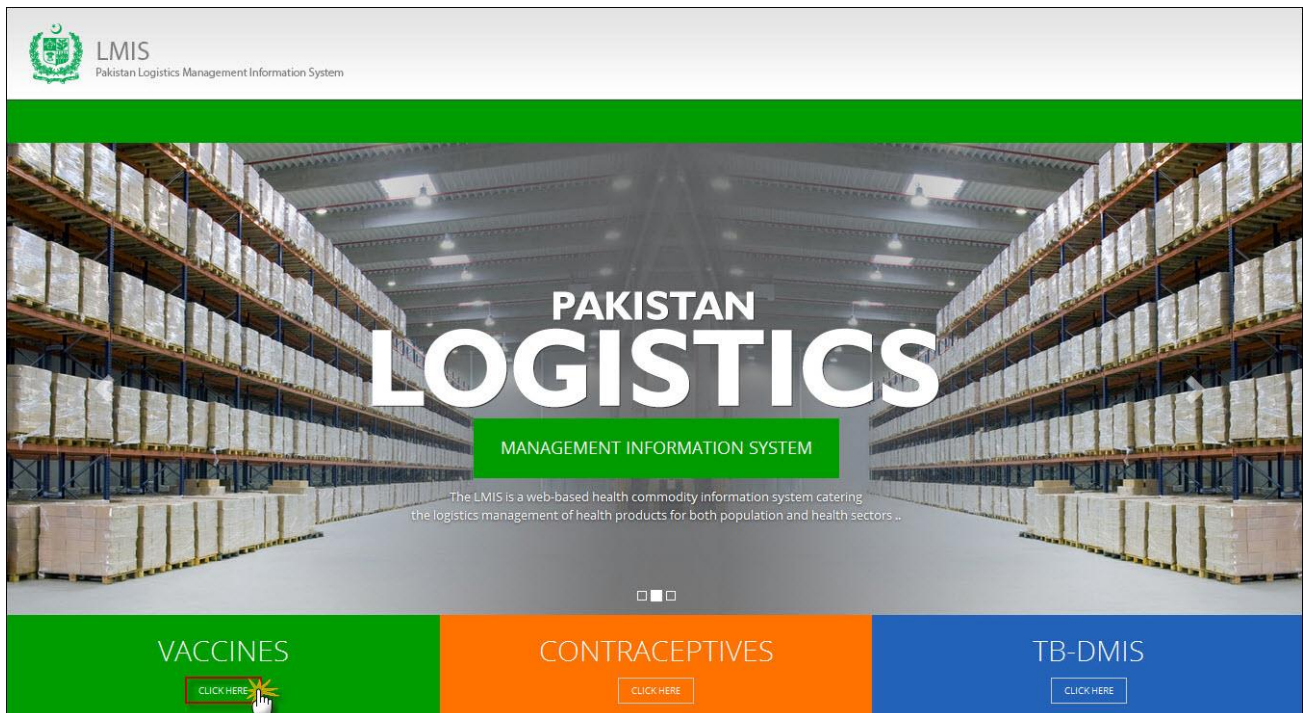 LMIS
Pakistan Logistics Management Information System
PAKISTAN
LOGISTICS
MANAGEMENT INFORMATION SYSTEM
The LMIS is a web-based health commodity information system catering
the logistics management of health products for both population and health sectors ..
VACCINES
CLICK HERE
CONTRACEPTIVES
CLICK HERE
TB-DMIS
CLICK HERE